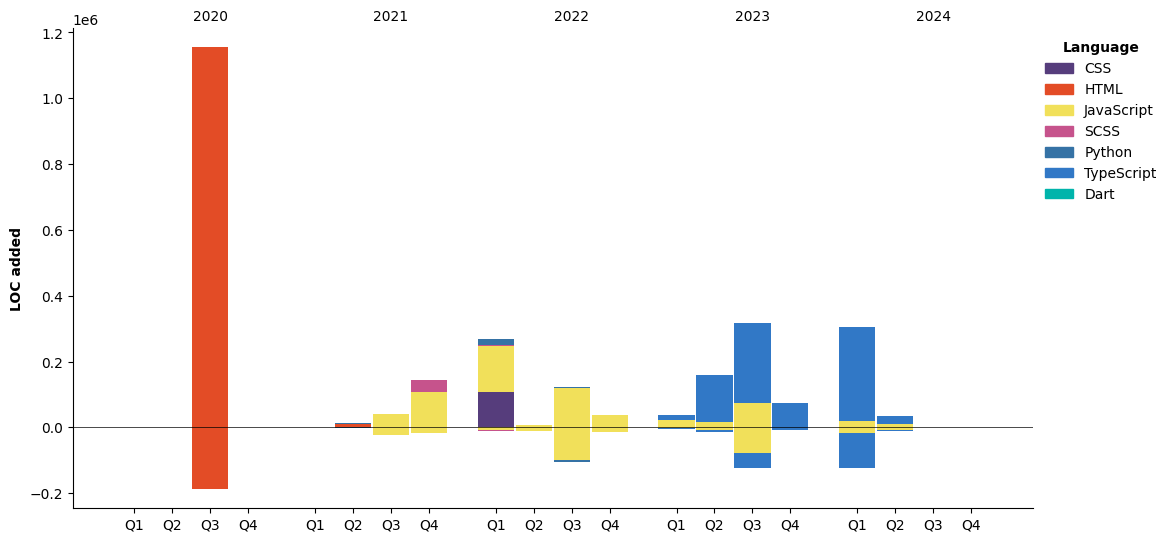 2020 2021 2022 2023 2024
1e6
1.2
1.0
0.8
0.6
0.4
0.2
0.0
−0.2
LOC added
Q1 Q2 Q3 Q4 Q1 Q2 Q3 Q4 Q1 Q2 Q3 Q4 Q1 Q2 Q3 Q4 Q1 Q2 Q3 Q4
Language
CSS
HTML
JavaScript
SCSS
Python
TypeScript
Dart